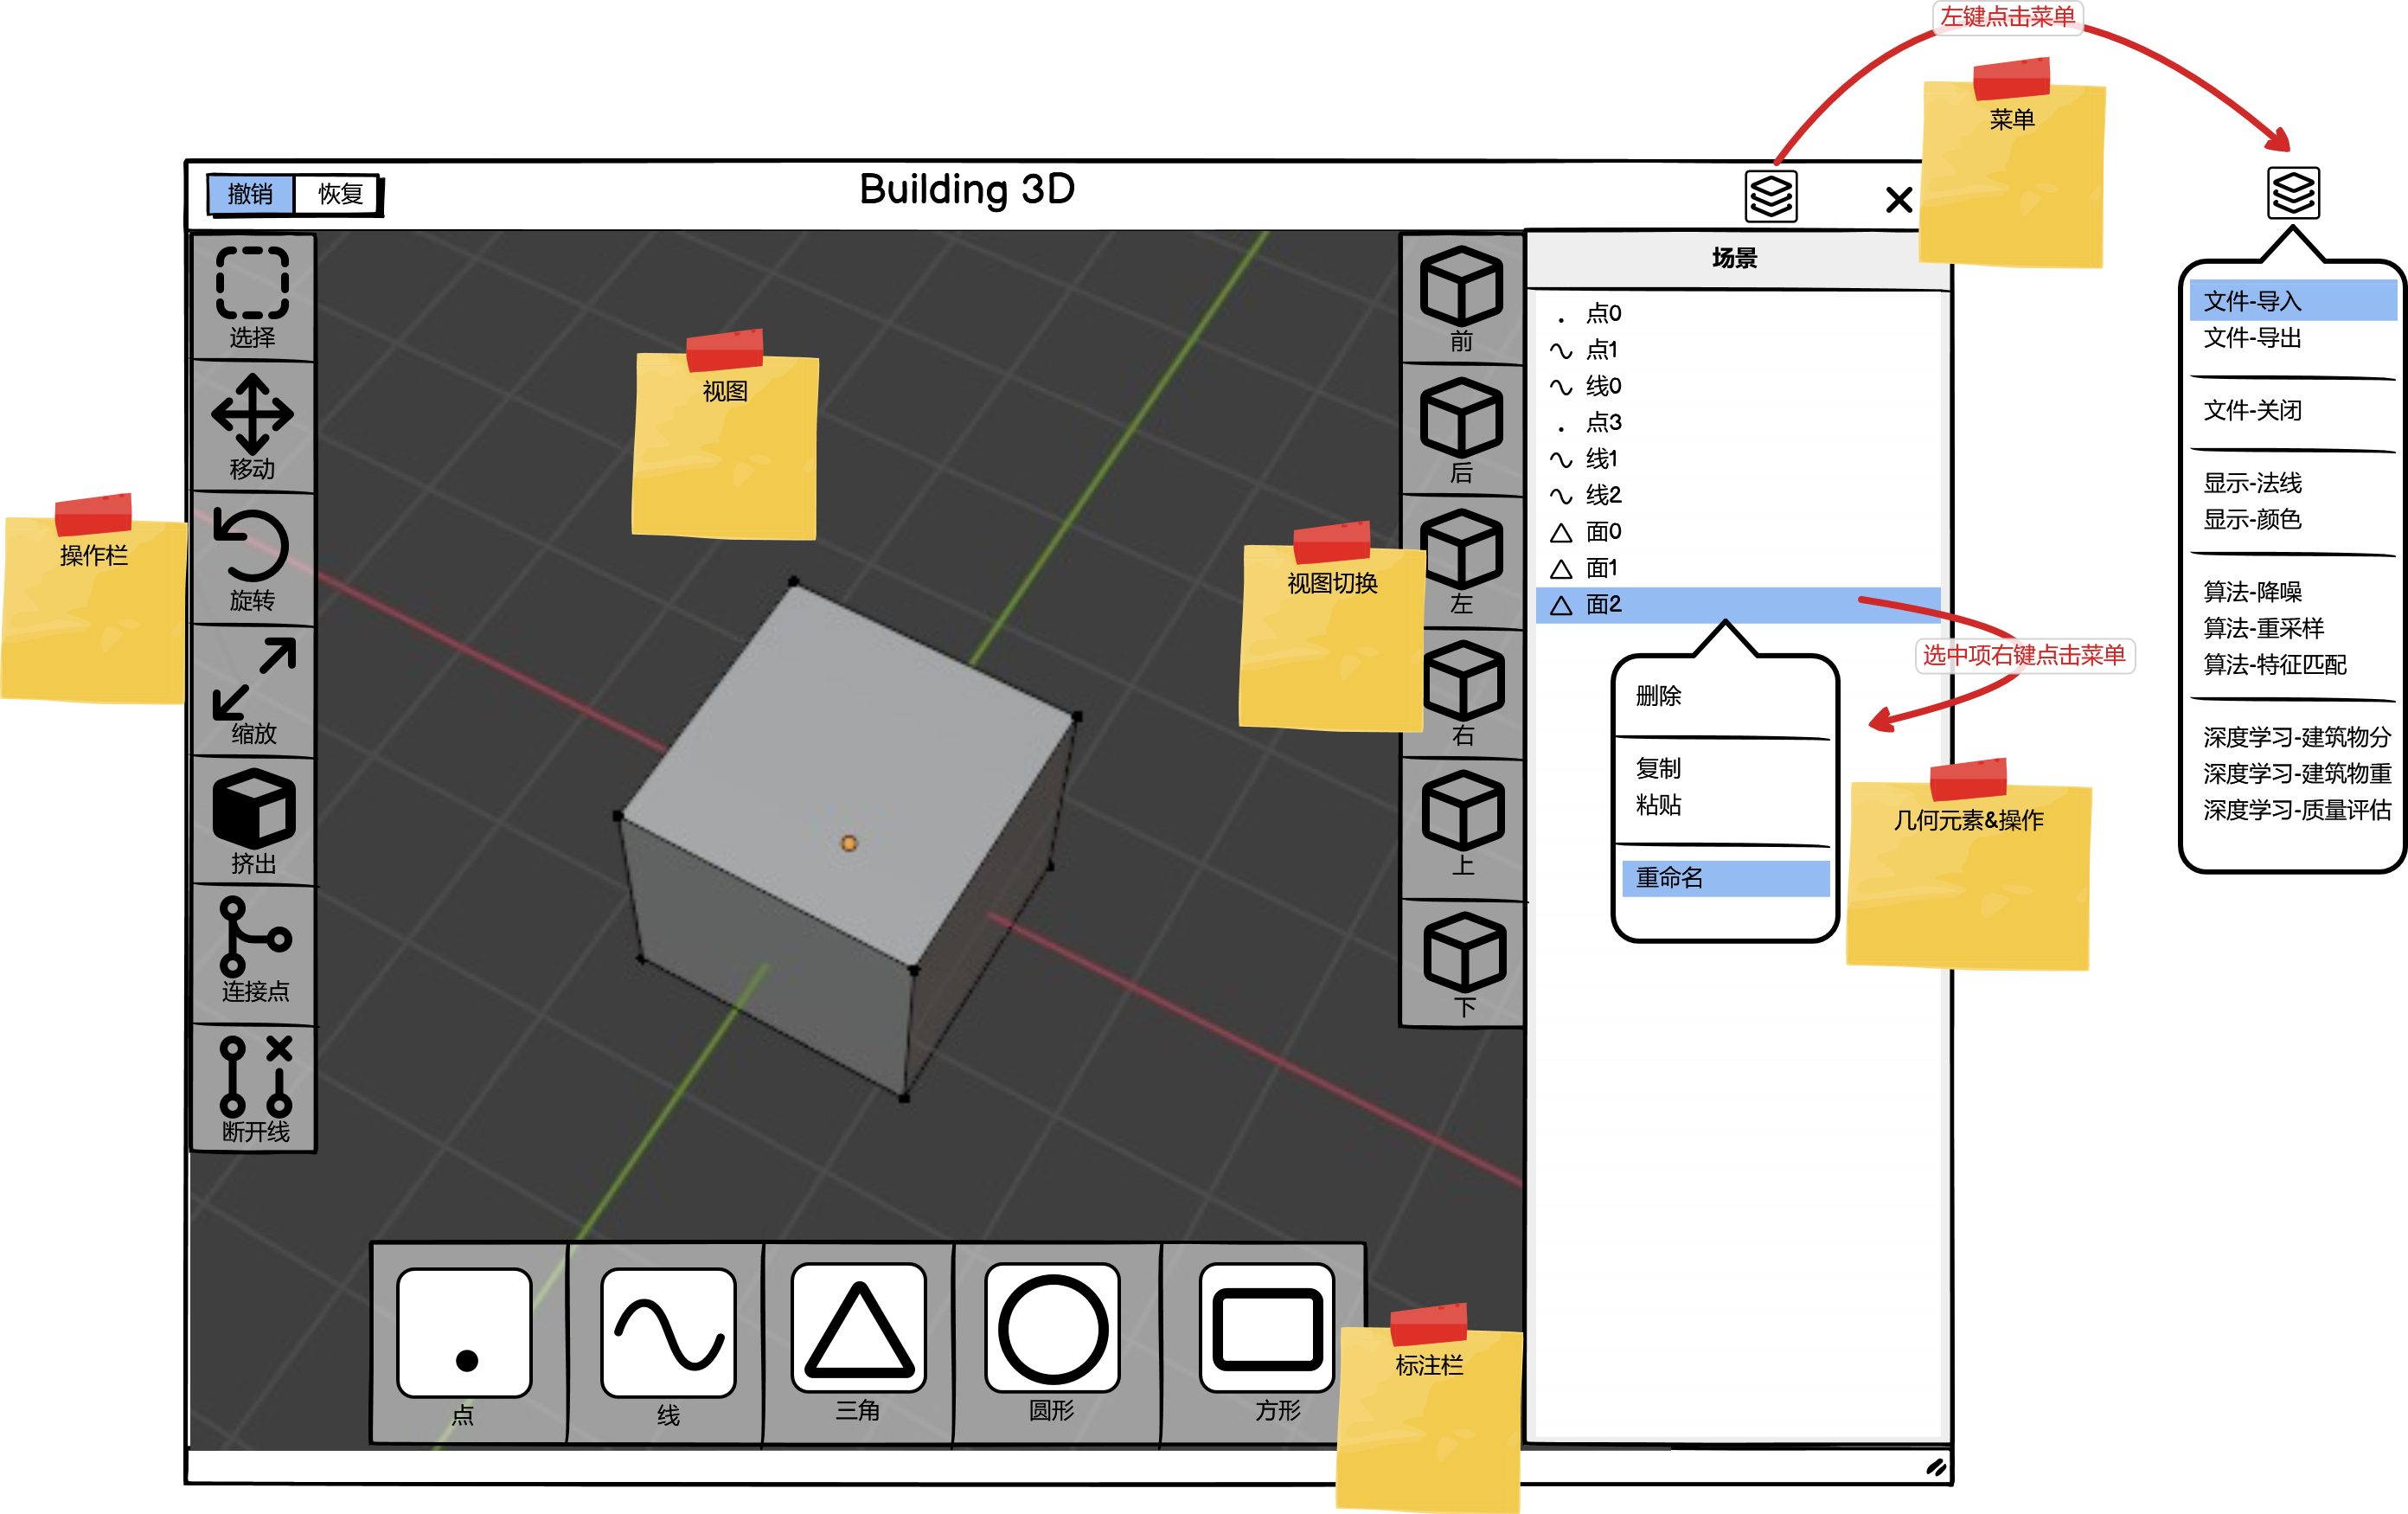 左键点击菜单
菜单
撤销
恢复
Building 3D
场景
选择
移动
旋转
缩放
挤出
连接点
断开线
操作栏
视图
视图切换
前
后
左
右
上
下
点0
点1
线0
点3
线1
线2
面0
面1
面2
选中项右键点击菜单
删除
复制
粘贴
重命名
几何元素&操作
文件-导入
文件-导出
文件-关闭
显示-法线
显示-颜色
算法-降噪
算法-重采样
算法-特征匹配
深度学习-建筑物分
深度学习-建筑物重
深度学习-质量评估
点
线
三角
圆形
方形
标注栏